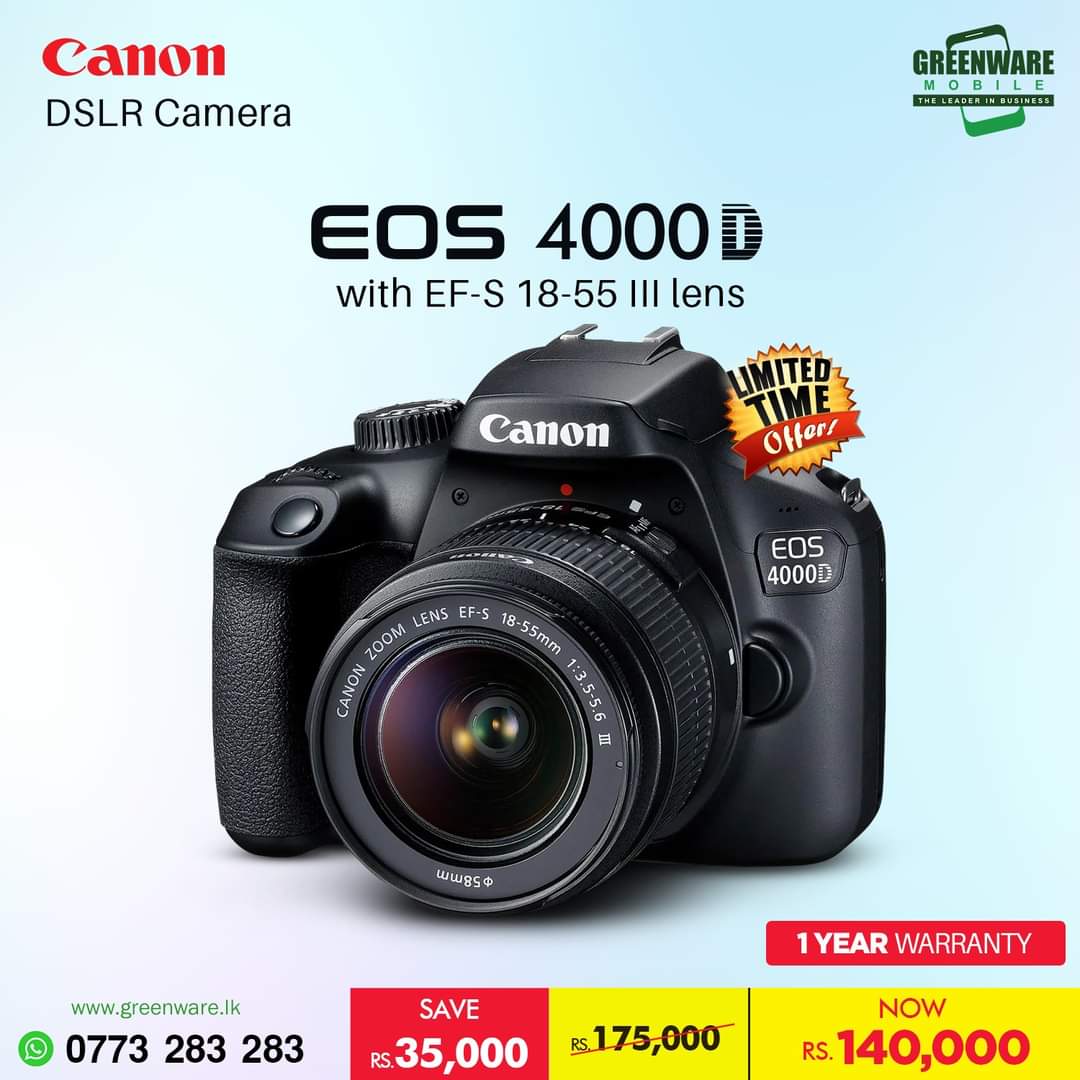 Canon
DSLR Camera
GREENWARE
MOBILE
THE LEADER IN BUSINESS
EOS 4000D
with EF-S 18-55 III lens
LIMITED
TIME
Offer!
Canon
EOS
4000D
Canon
CANON ZOOM LENS EF-S 18-55mm 1:3.5-5.6 III
φ58mm
1 YEAR WARRANTY
www.greenware.lk
0773 283 283
SAVE
RS. 35,000
RS. 175,000
NOW
RS. 140,000